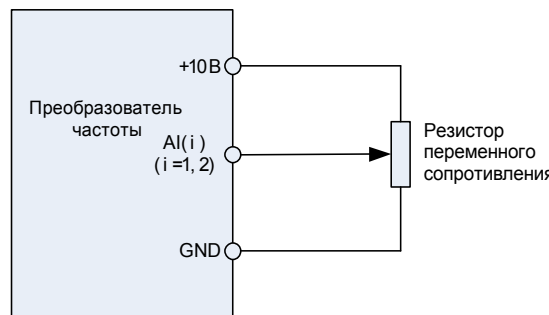 +10В
Преобразователь
частоты
AI( i )
( i =1, 2)
GND
Резистор
переменного
сопротивления